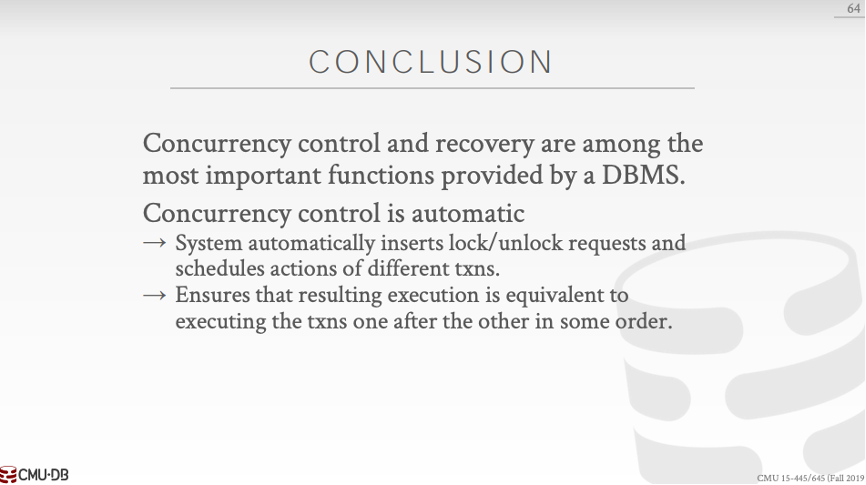 64
CONCLUSION
Concurrency control and recovery are among the
most important functions provided by a DBMS.
Concurrency control is automatic
→ System automatically inserts lock/unlock requests and
schedules actions of different txns.
→ Ensures that resulting execution is equivalent to
executing the txns one after the other in some order.
CMU·DB
CMU 15-445/645 (Fall 2019